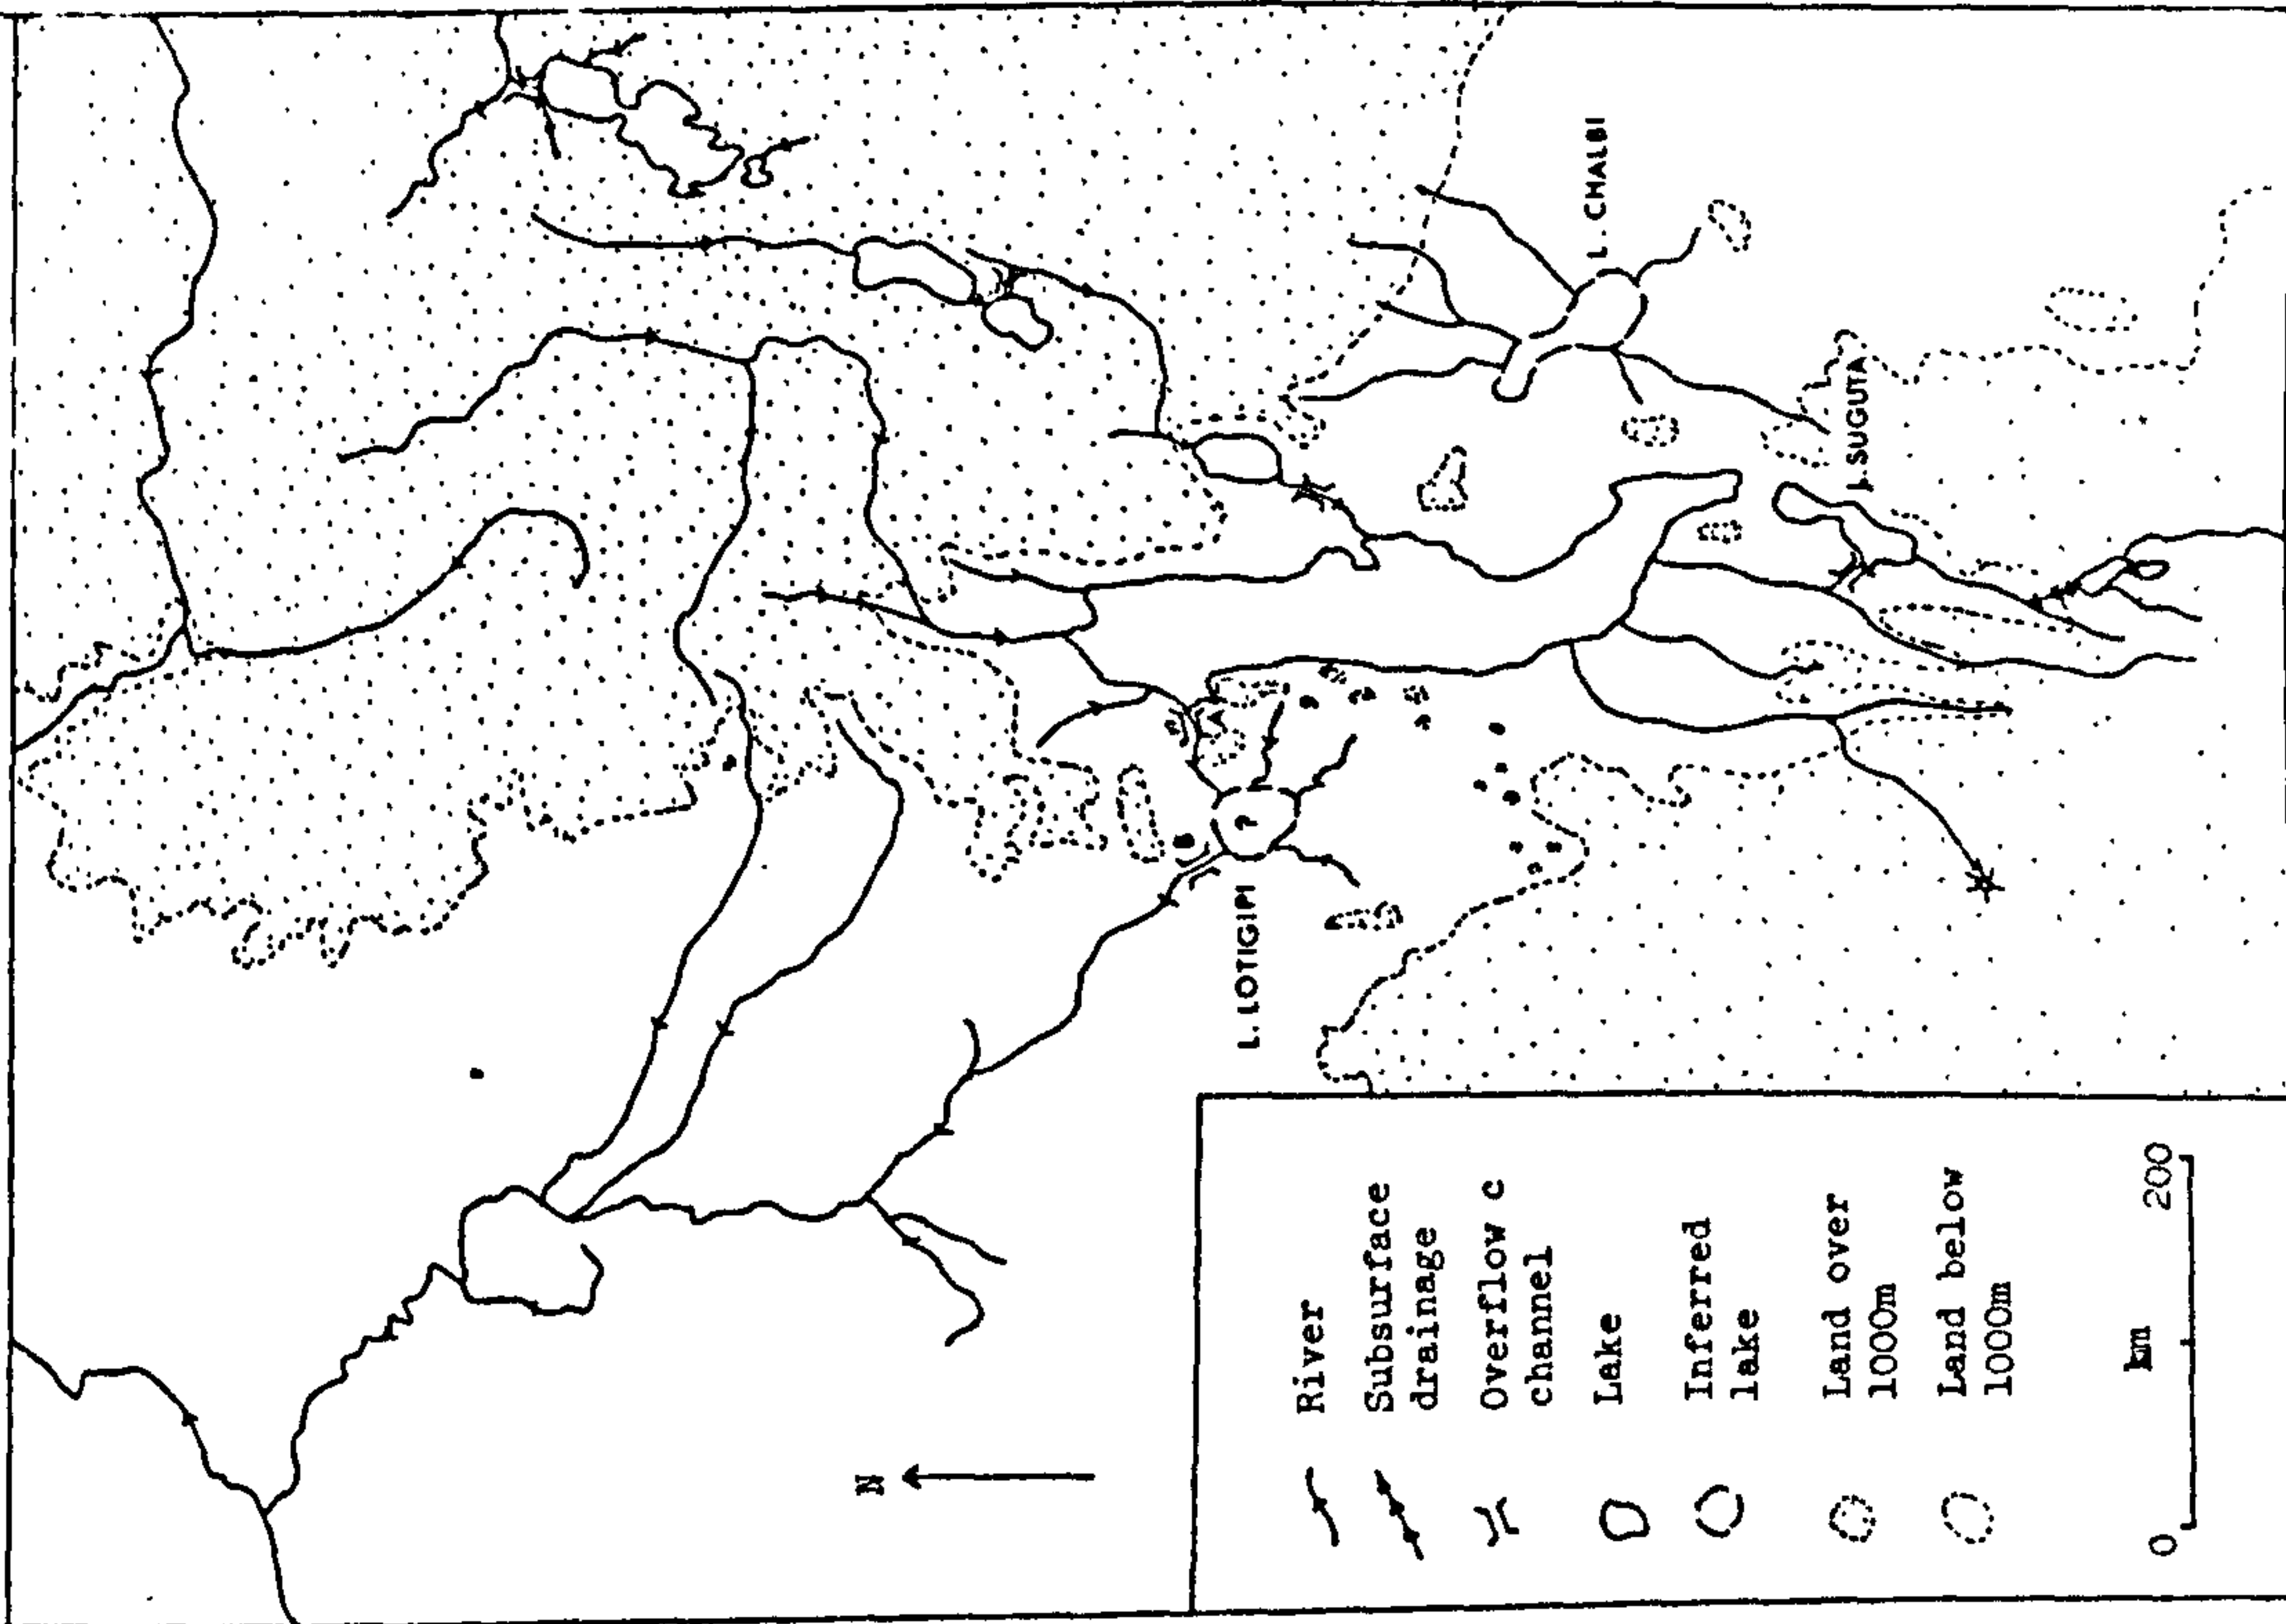 L. CHALBI
L. SUGUTA
L. LOTIGIPI
?
N
River
Subsurface
drainage
Overflow c
channel
Lake
Inferred
lake
Land over
1000m
Land below
1000m
km
0 200